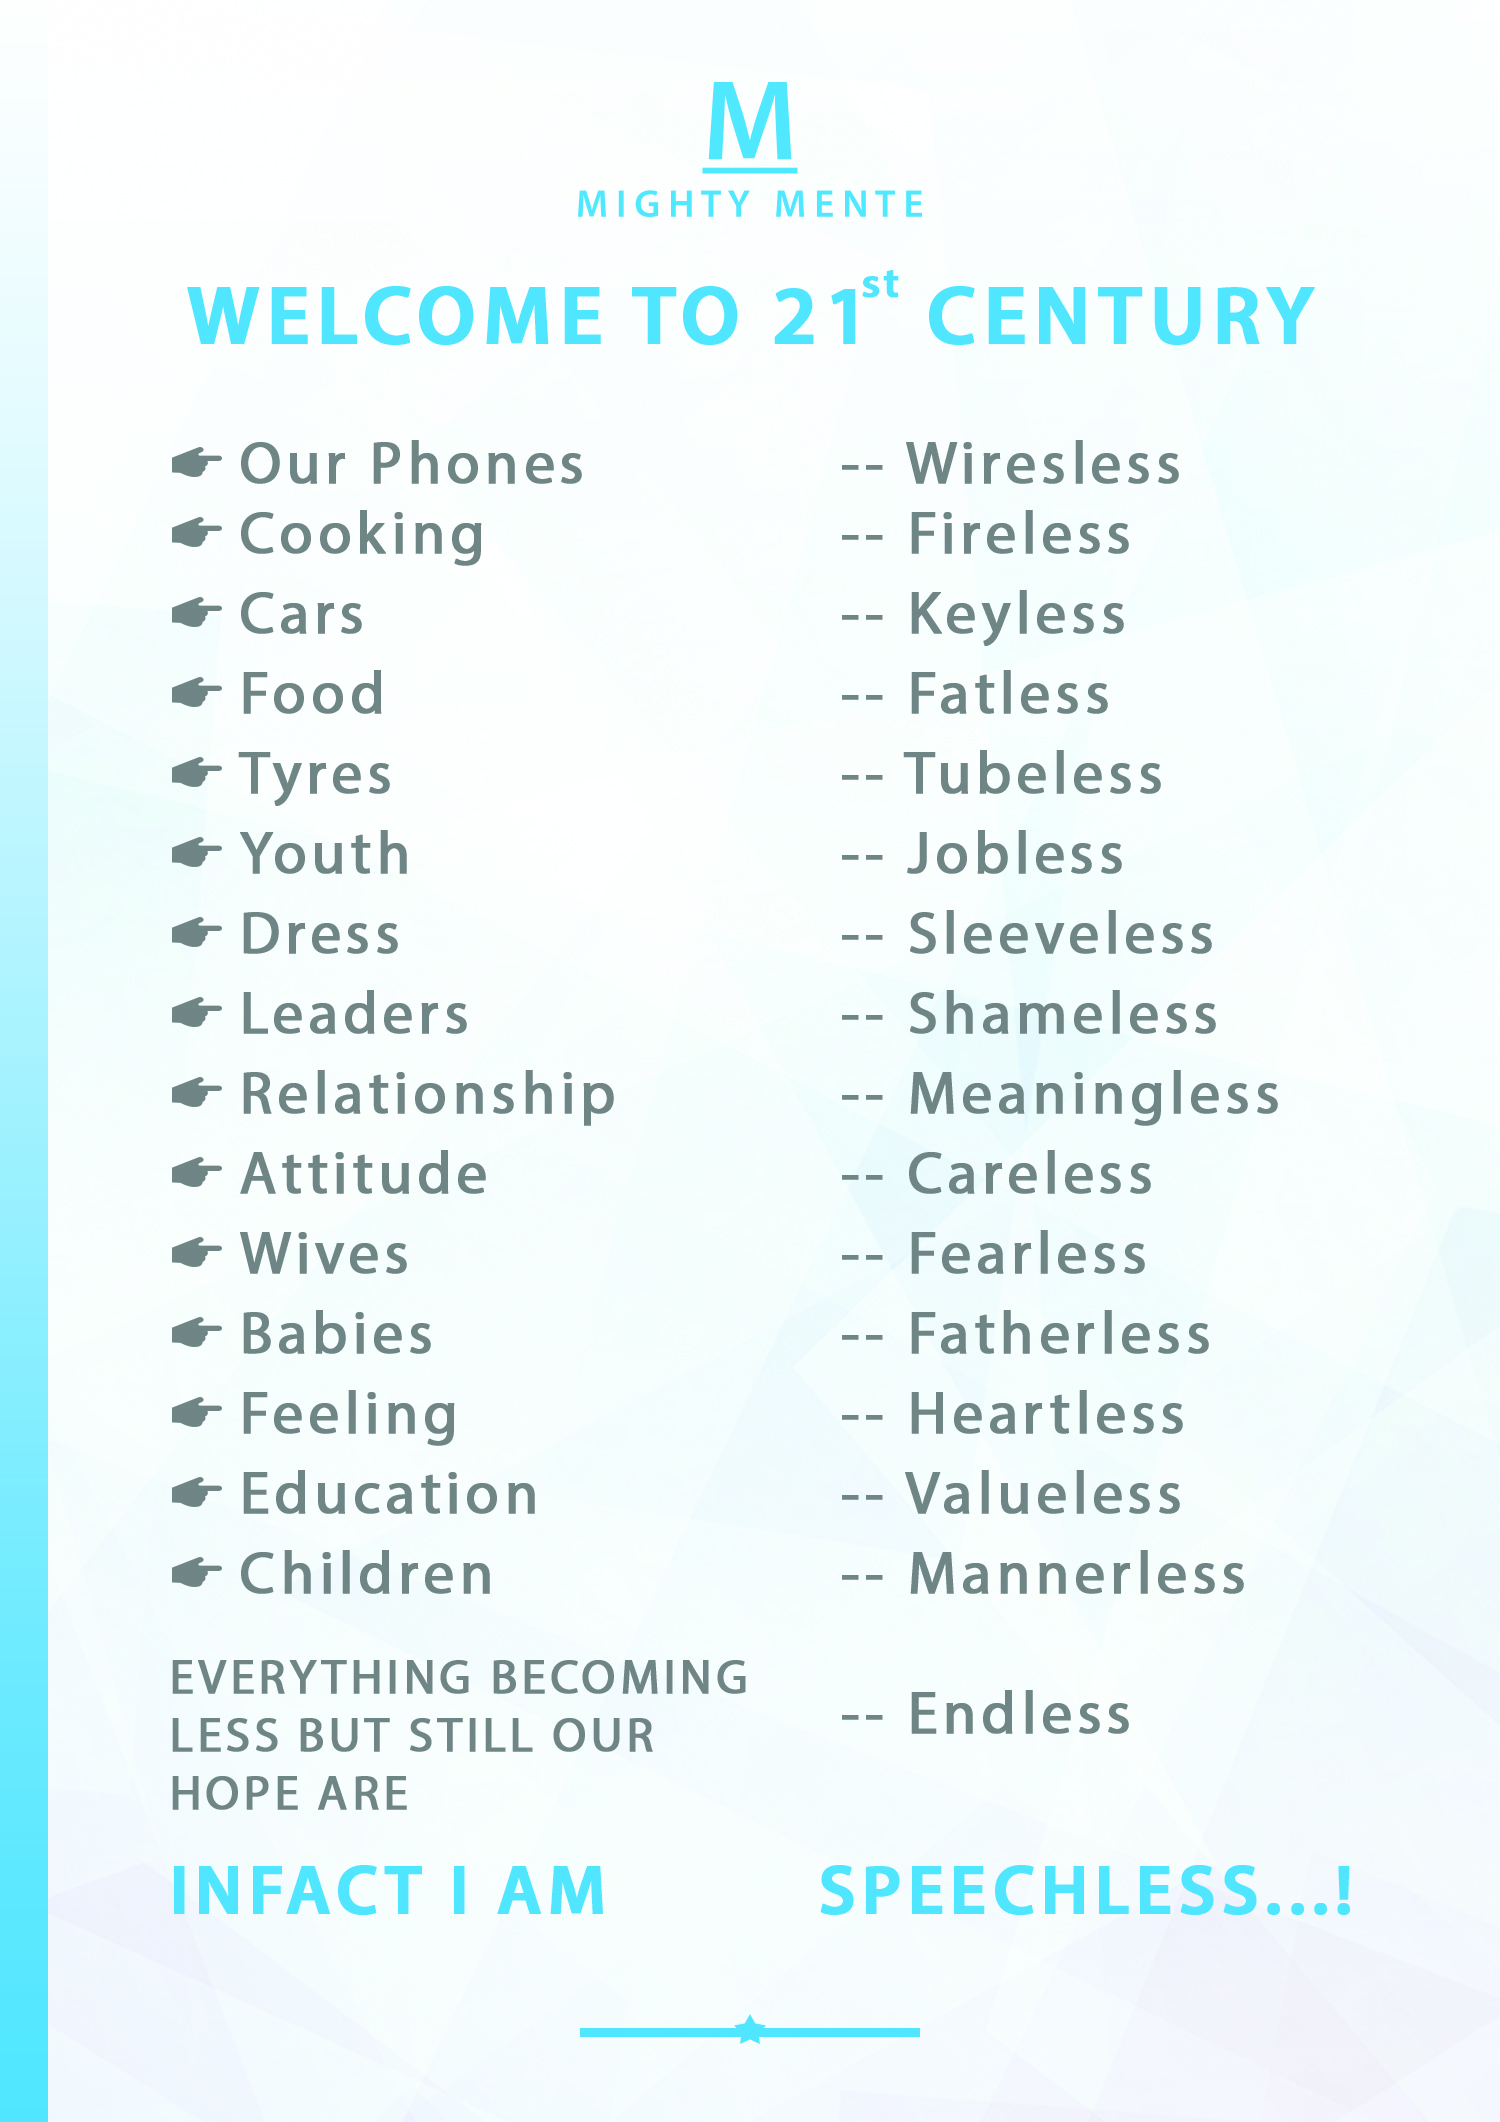 M
MIGHTY MENTE
WELCOME TO 21st CENTURY
☛ Our Phones -- Wiresless
☛ Cooking -- Fireless
☛ Cars -- Keyless
☛ Food -- Fatless
☛ Tyres -- Tubeless
☛ Youth -- Jobless
☛ Dress -- Sleeveless
☛ Leaders -- Shameless
☛ Relationship -- Meaningless
☛ Attitude -- Careless
☛ Wives -- Fearless
☛ Babies -- Fatherless
☛ Feeling -- Heartless
☛ Education -- Valueless
☛ Children -- Mannerless
EVERYTHING BECOMING
LESS BUT STILL OUR
HOPE ARE
-- Endless
INFACT I AM SPEECHLESS...!